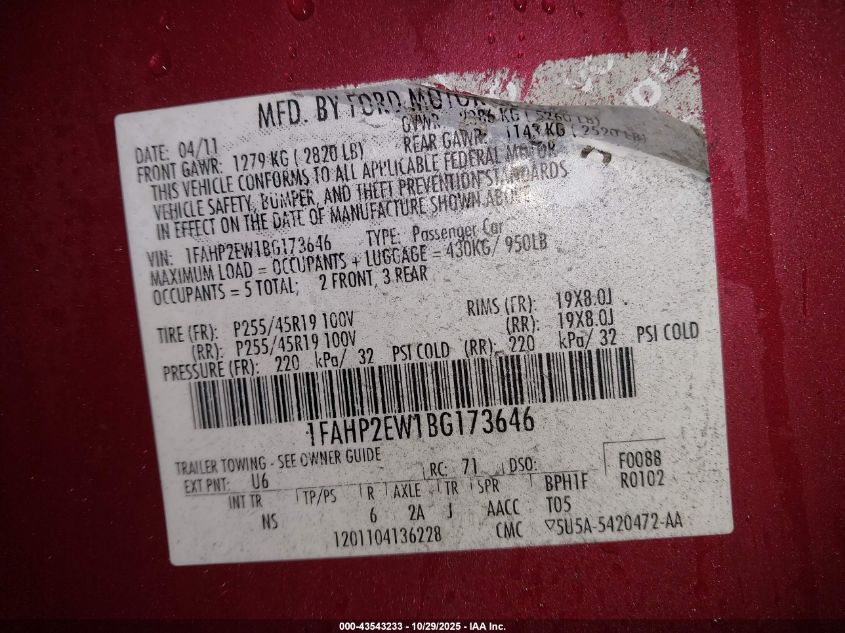 MFD. BY FORD MOTOR
DATE: 04/11 GVWR: KG ( LB)
FRONT GAWR: 1279 KG ( 2820 LB) REAR GAWR: 1143 KG ( 2520 LB)
THIS VEHICLE CONFORMS TO ALL APPLICABLE FEDERAL MOTOR
VEHICLE SAFETY, BUMPER, AND THEFT PREVENTION STANDARDS
IN EFFECT ON THE DATE OF MANUFACTURE SHOWN ABOVE
VIN: 1FAHP2EW1BG173646 TYPE: Passenger Car
MAXIMUM LOAD = OCCUPANTS + LUGGAGE = 430KG/ 950LB
OCCUPANTS = 5 TOTAL; 2 FRONT, 3 REAR
TIRE (FR): P255/45R19 100V RIMS (FR): 19X8.0J
(RR): P255/45R19 100V (RR): 19X8.0J
PRESSURE (FR): 220 kPa/ 32 PSI COLD (RR): 220 kPa/ 32 PSI COLD
1FAHP2EW1BG173646
TRAILER TOWING - SEE OWNER GUIDE RC: 71 DSO: F0088
EXT PNT: U6 R0102
INT TR TP/PS R AXLE TR SPR BPH1F
NS 6 2A J AACC T05
1201104136228 CMC ▽5U5A-5420472-AA
000-43543233 - 10/29/2025 - IAA Inc.